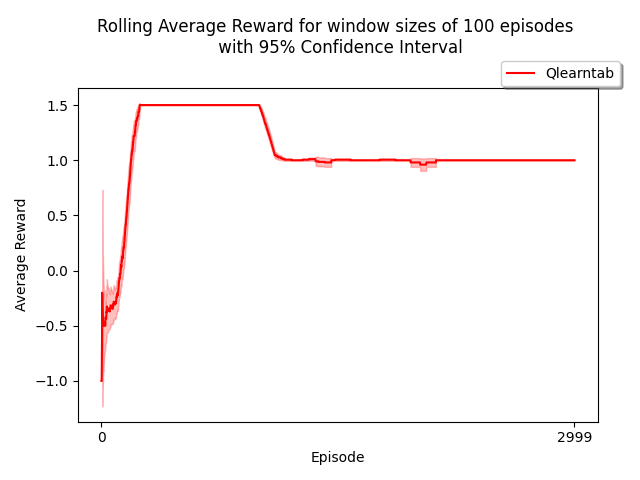 Rolling Average Reward for window sizes of 100 episodes
with 95% Confidence Interval
Qlearntab
1.5
1.0
0.5
0.0
−0.5
−1.0
Average Reward
0
2999
Episode